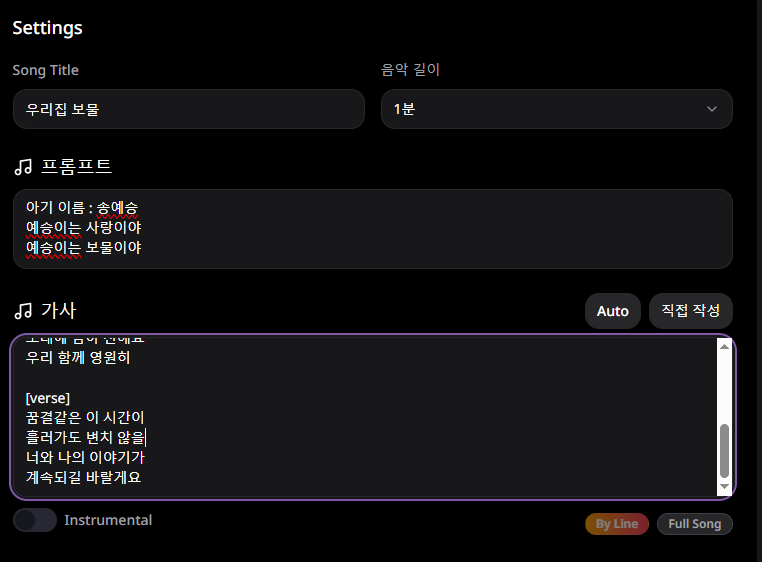 Settings
Song Title
음악 길이
우리집 보물
1분
프롬프트
아기 이름 : 송예승
예승이는 사랑이야
예승이는 보물이야
가사
Auto
직접 작성
우리 함께 영원히
[verse]
꿈결같은 이 시간이
흘러가도 변치 않을
너와 나의 이야기가
계속되길 바랄게요
Instrumental
By Line
Full Song